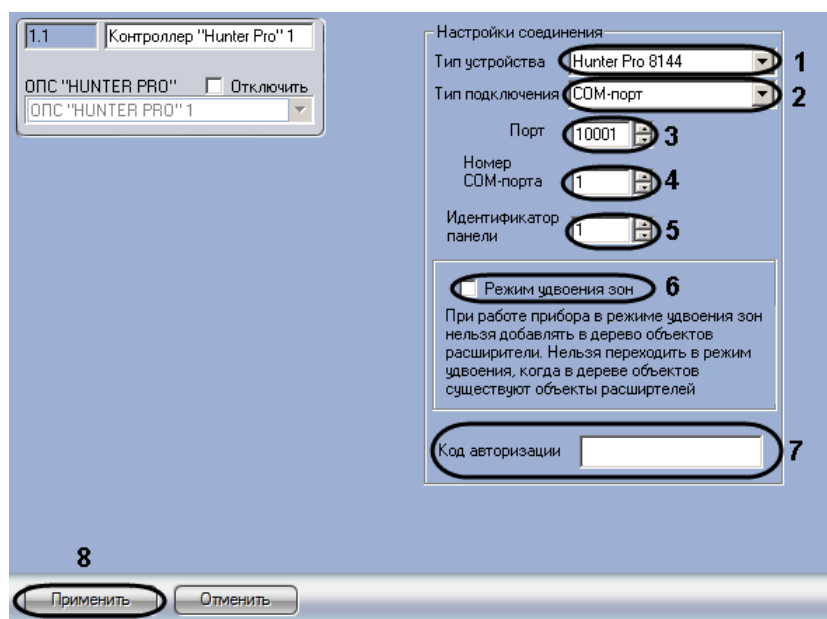 1.1 Контроллер "Hunter Pro" 1
ОПС "HUNTER PRO" Отключить
ОПС "HUNTER PRO" 1
Настройки соединения
Тип устройства Hunter Pro 8144 1
Тип подключения COM-порт 2
Порт 10001 3
Номер
COM-порта 1 4
Идентификатор
панели 1 5
Режим удвоения зон 6
При работе прибора в режиме удвоения зон
нельзя добавлять в дерево объектов
расширители. Нельзя переходить в режим
удвоения, когда в дереве объектов
существуют объекты расширтелей
Код авторизации 7
8
Применить Отменить